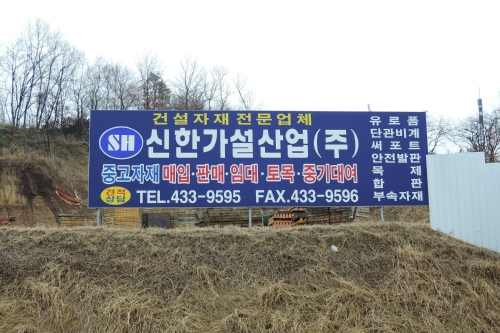 건설자재 전문업체
SH 신한가설산업(주)
중고자재 매입·판매·임대·토목·중기대여
견적
상담
TEL.433-9595 FAX.433-9596
유로폼
단관비계
써포트
안전발판
목재
합판
부속자재